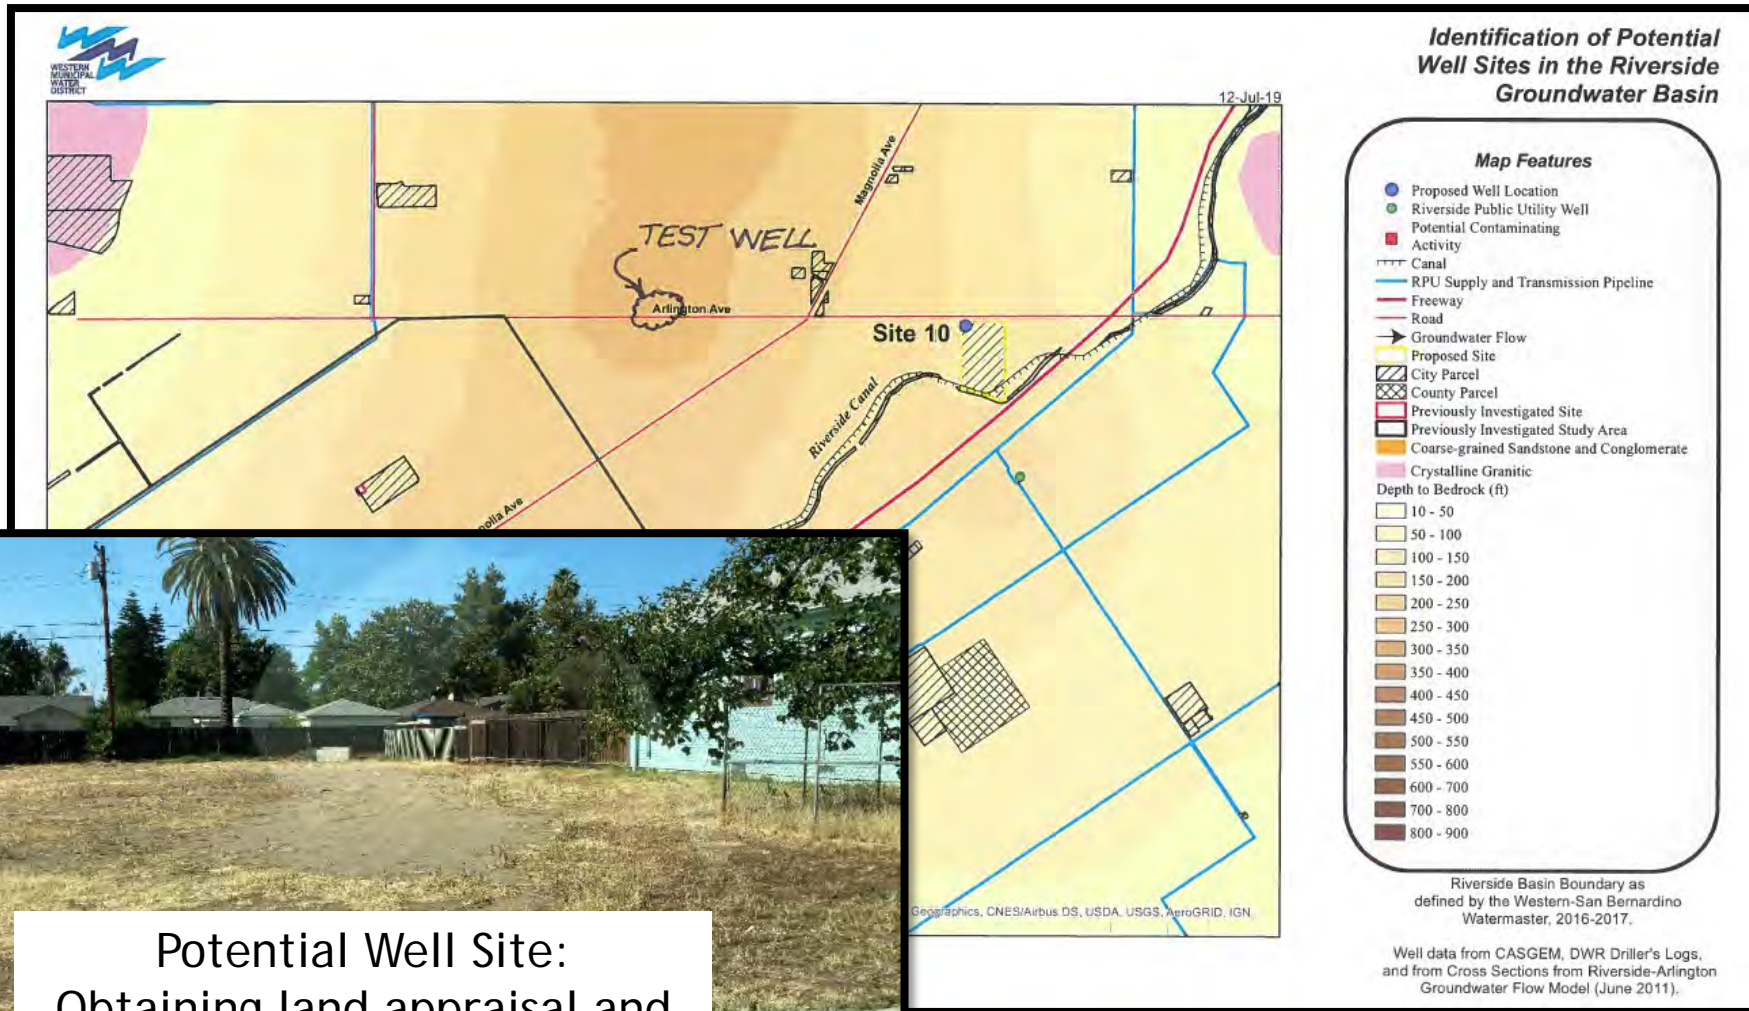 WESTERN
MUNICIPAL
WATER
DISTRICT
Identification of Potential
Well Sites in the Riverside
Groundwater Basin
12-Jul-19
Magnolia Ave
TEST WELL
Arlington Ave
Site 10
Riverside Canal
nolia Ave
Map Features
Proposed Well Location
Riverside Public Utility Well
Potential Contaminating
Activity
Canal
RPU Supply and Transmission Pipeline
Freeway
Road
Groundwater Flow
Proposed Site
City Parcel
County Parcel
Previously Investigated Site
Previously Investigated Study Area
Coarse-grained Sandstone and Conglomerate
Crystalline Granitic
Depth to Bedrock (ft)
10 - 50
50 - 100
100 - 150
150 - 200
200 - 250
250 - 300
300 - 350
350 - 400
400 - 450
450 - 500
500 - 550
550 - 600
600 - 700
700 - 800
800 - 900
Riverside Basin Boundary as
defined by the Western-San Bernardino
Watermaster, 2016-2017.
Well data from CASGEM, DWR Driller's Logs,
and from Cross Sections from Riverside-Arlington
Groundwater Flow Model (June 2011).
Geographics, CNES/Airbus DS, USDA, USGS, AeroGRID, IGN
Potential Well Site:
Obtaining land appraisal and